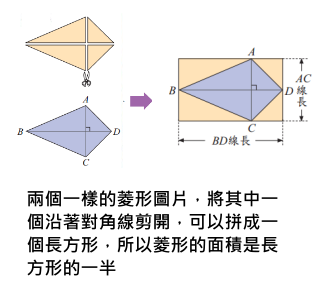 A
B
D
C
A
B
D
C
AC
線
長
BD線長
兩個一樣的菱形圖片，將其中一
個沿著對角線剪開，可以拼成一
個長方形，所以菱形的面積是長
方形的一半